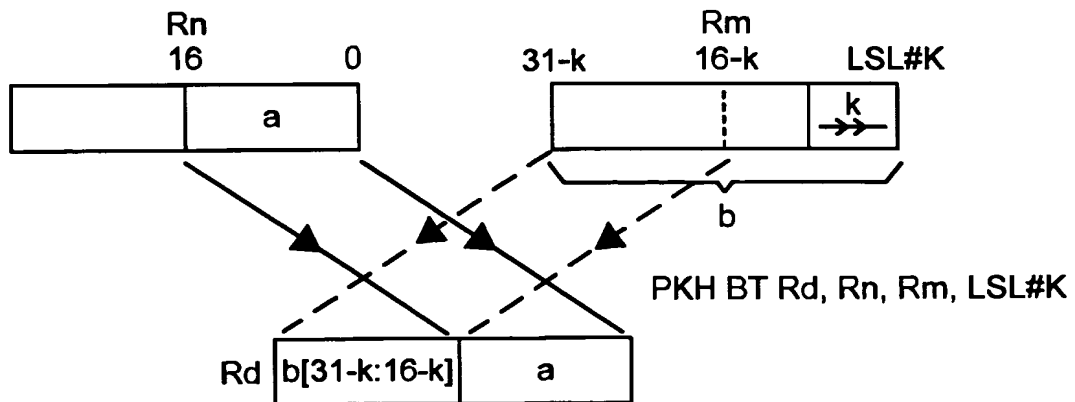 Rn
Rm
16
0
31-k
16-k
LSL#K
a
k
b
PKH BT Rd, Rn, Rm, LSL#K
Rd
b[31-k:16-k]
a